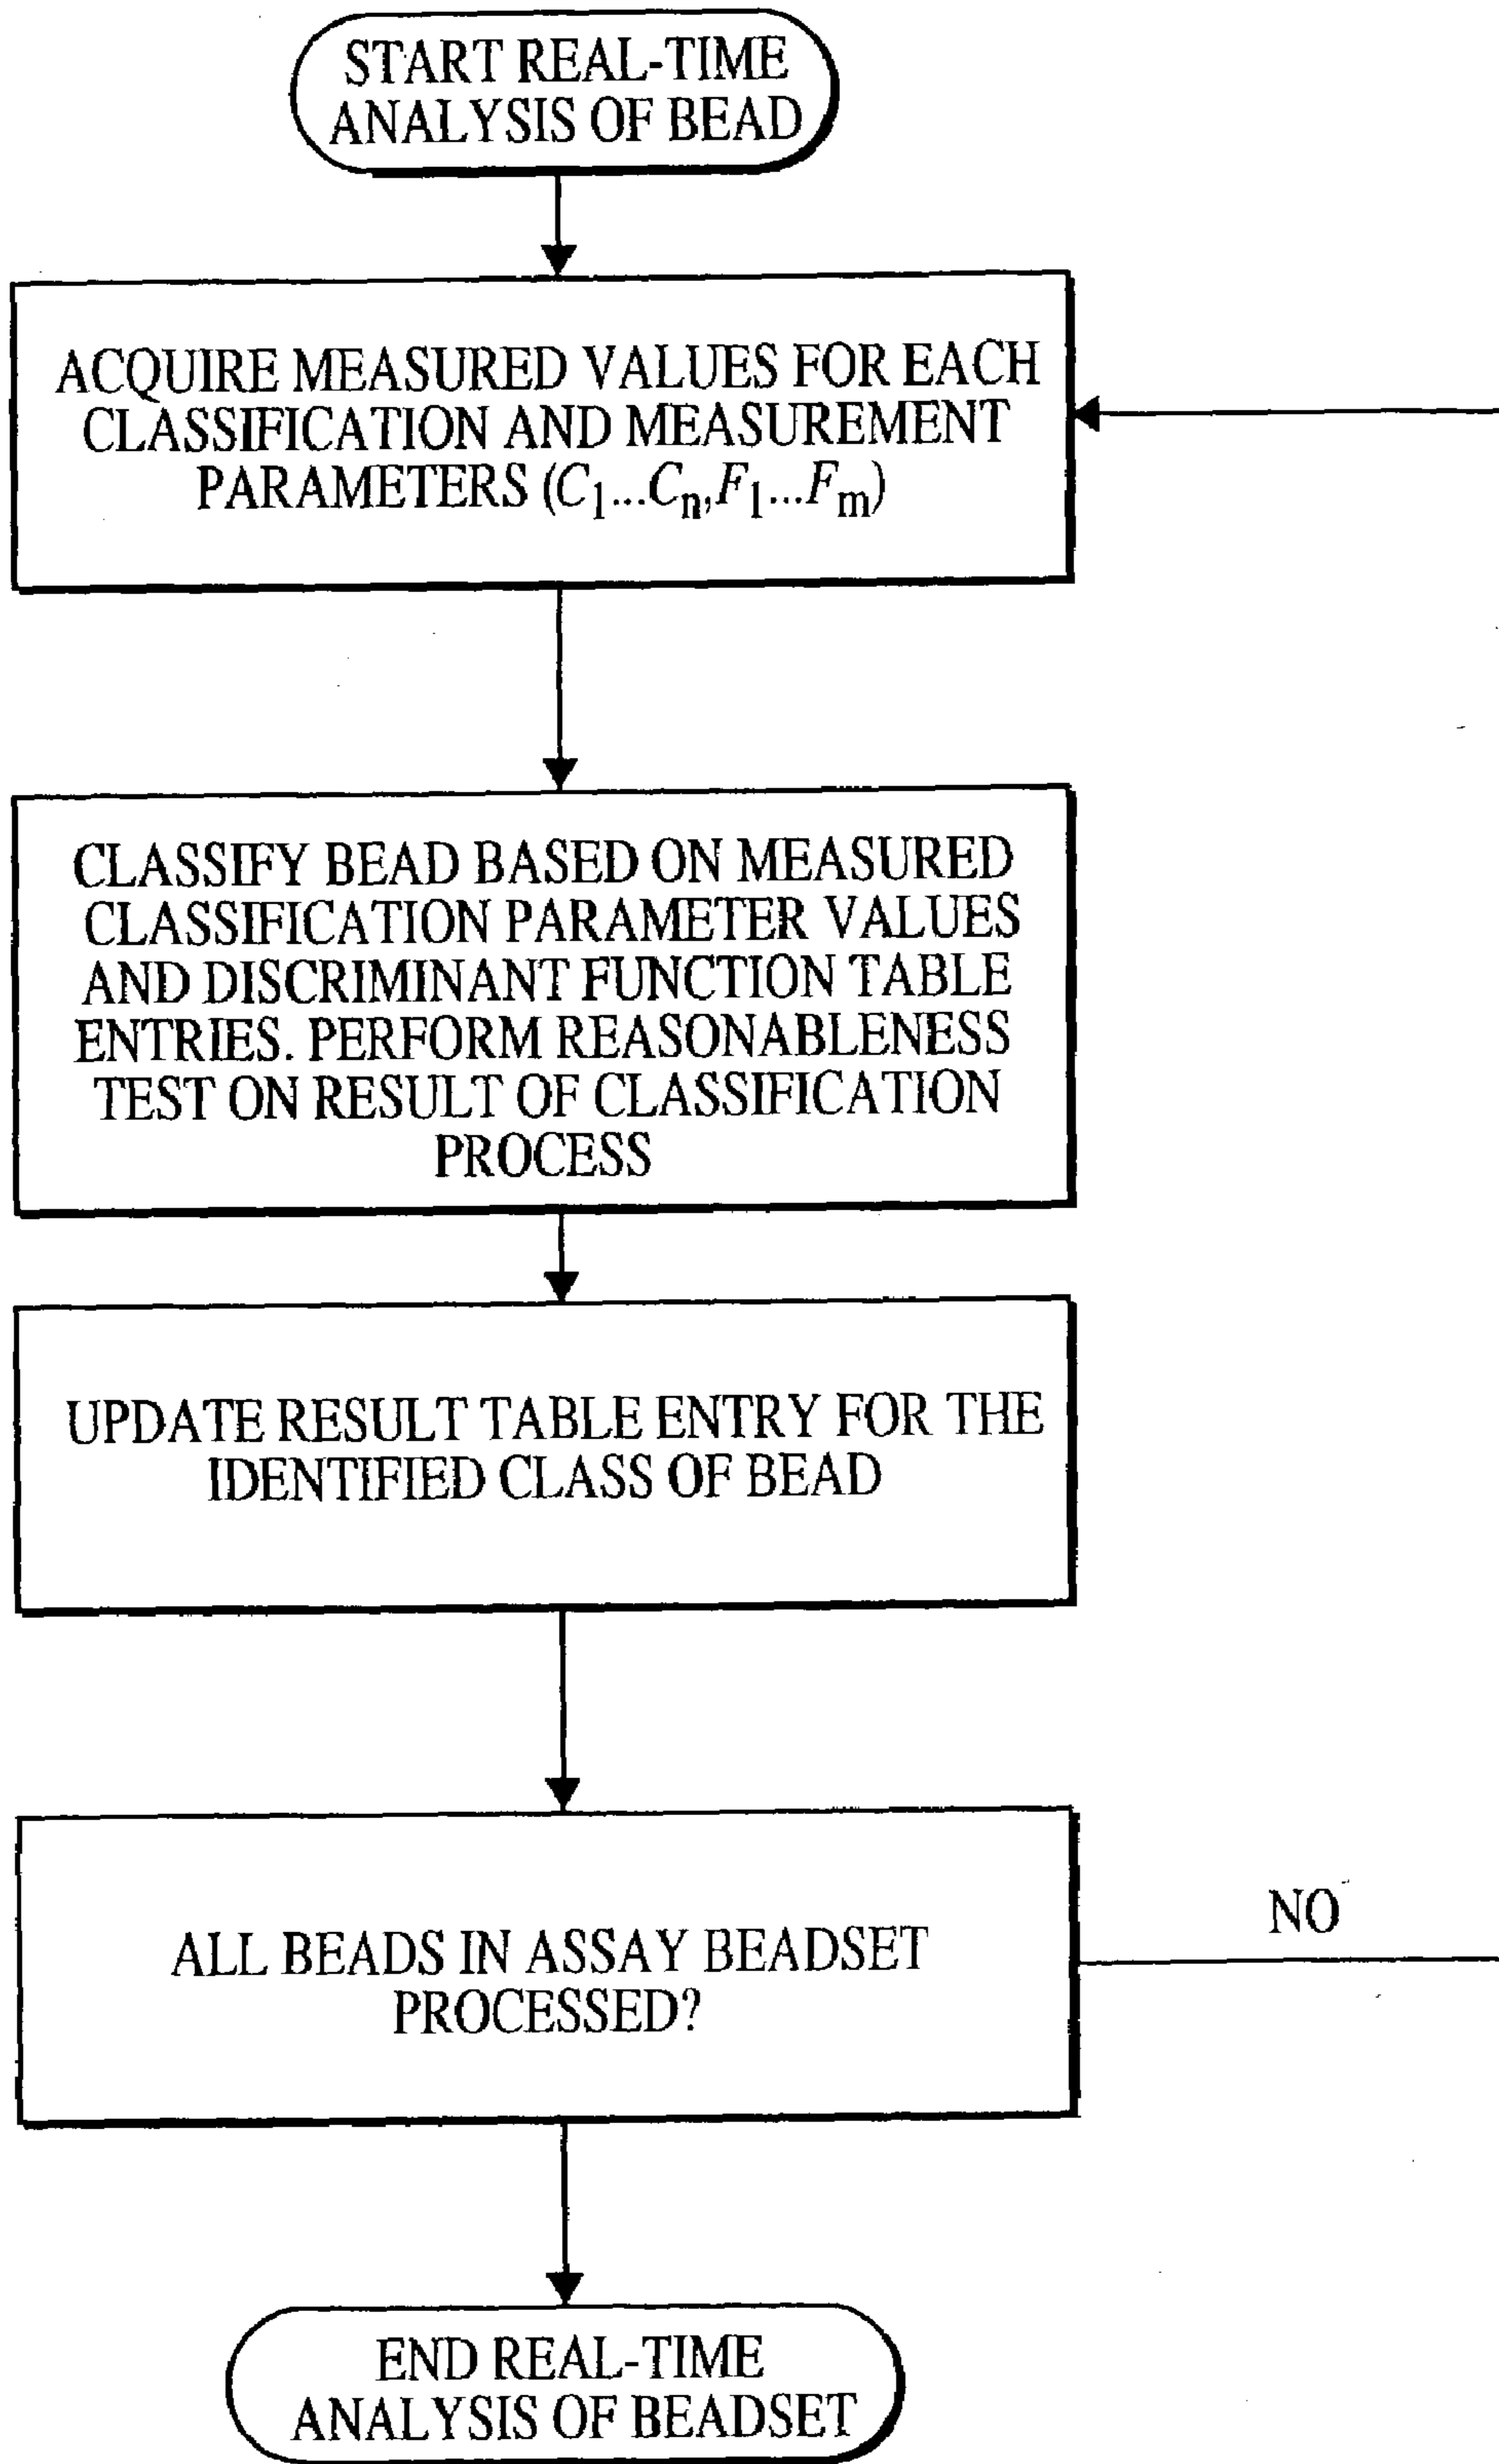 START REAL-TIME
ANALYSIS OF BEAD
ACQUIRE MEASURED VALUES FOR EACH
CLASSIFICATION AND MEASUREMENT
PARAMETERS (C₁...Cₙ,F₁...Fₘ)
CLASSIFY BEAD BASED ON MEASURED
CLASSIFICATION PARAMETER VALUES
AND DISCRIMINANT FUNCTION TABLE
ENTRIES. PERFORM REASONABLENESS
TEST ON RESULT OF CLASSIFICATION
PROCESS
UPDATE RESULT TABLE ENTRY FOR THE
IDENTIFIED CLASS OF BEAD
ALL BEADS IN ASSAY BEADSET
PROCESSED?
NO
END REAL-TIME
ANALYSIS OF BEADSET